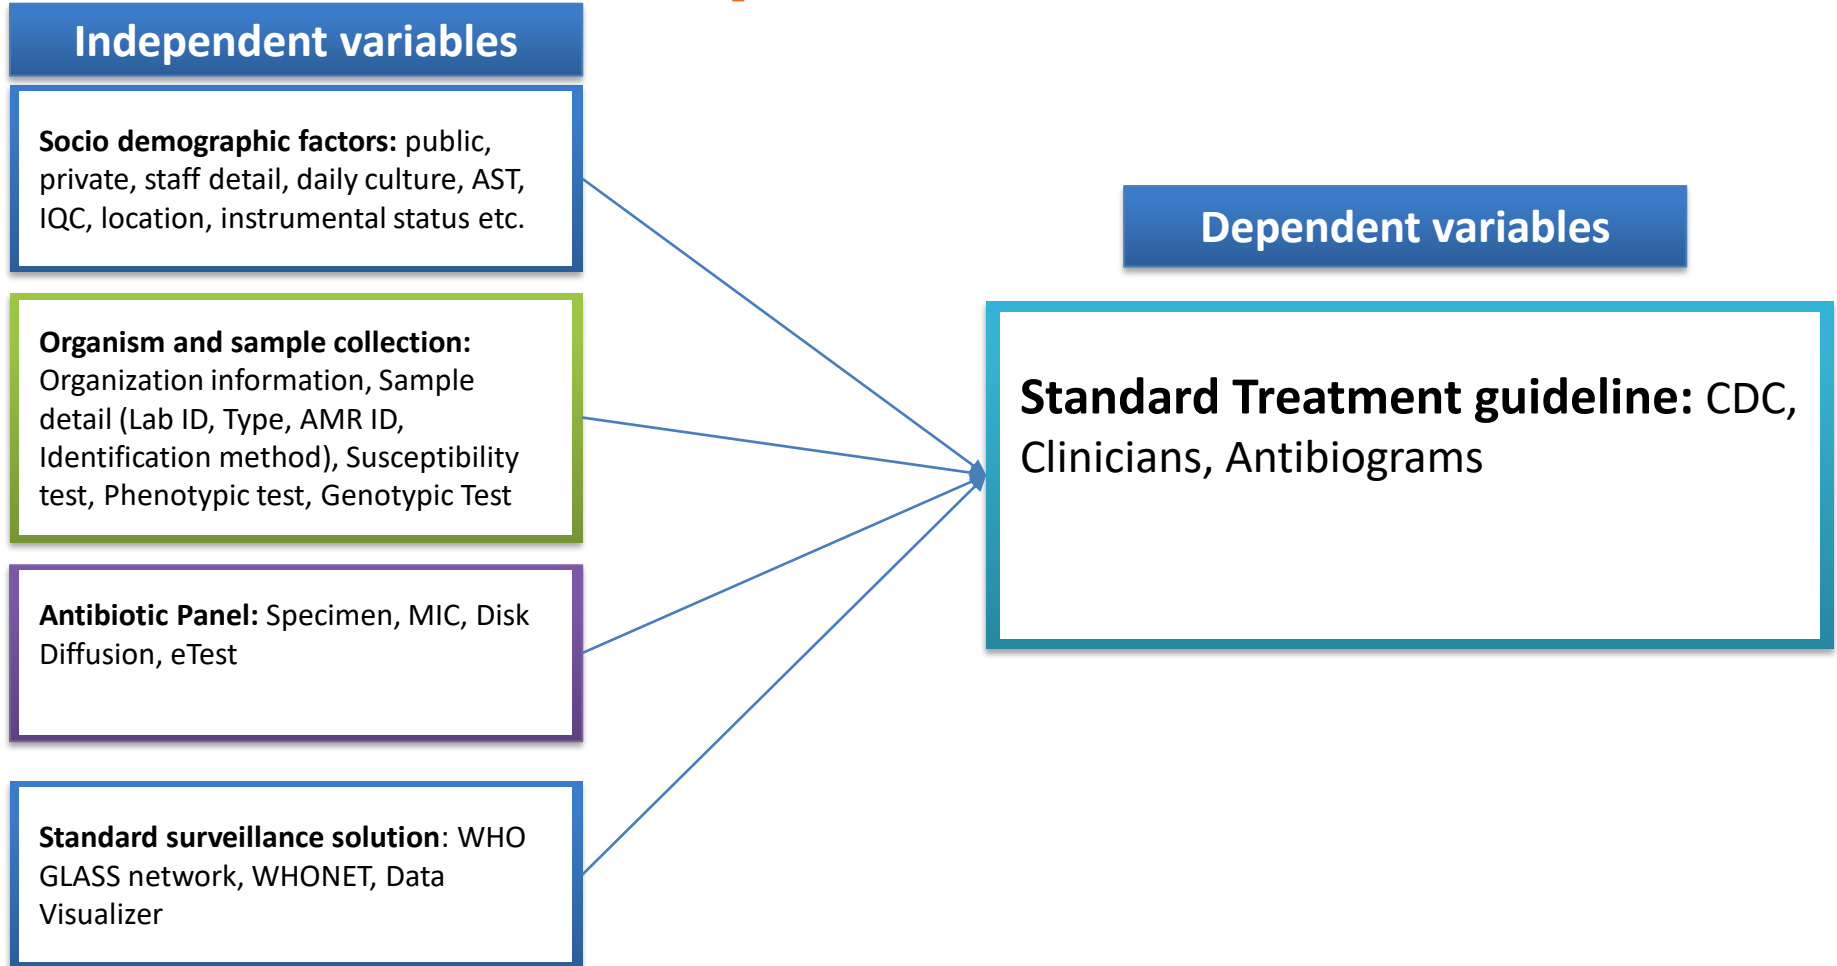 Independent variables
Socio demographic factors: public,
private, staff detail, daily culture, AST,
IQC, location, instrumental status etc.
Organism and sample collection:
Organization information, Sample
detail (Lab ID, Type, AMR ID,
Identification method), Susceptibility
test, Phenotypic test, Genotypic Test
Antibiotic Panel: Specimen, MIC, Disk
Diffusion, eTest
Standard surveillance solution: WHO
GLASS network, WHONET, Data
Visualizer
Dependent variables
Standard Treatment guideline: CDC,
Clinicians, Antibiograms